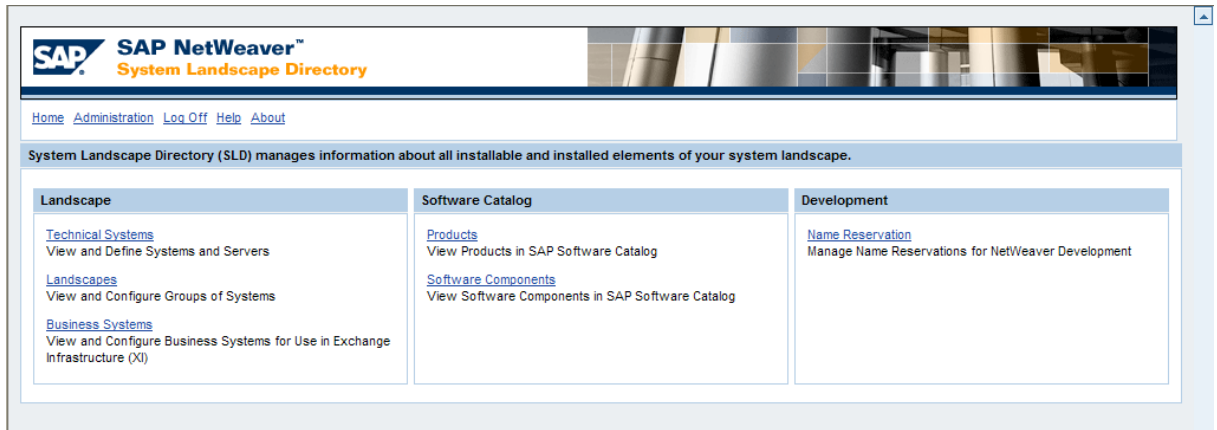 SAP
SAP NetWeaver™
System Landscape Directory
Home Administration Log Off Help About
System Landscape Directory (SLD) manages information about all installable and installed elements of your system landscape.
Landscape
Technical Systems
View and Define Systems and Servers
Landscapes
View and Configure Groups of Systems
Business Systems
View and Configure Business Systems for Use in Exchange
Infrastructure (XI)
Software Catalog
Products
View Products in SAP Software Catalog
Software Components
View Software Components in SAP Software Catalog
Development
Name Reservation
Manage Name Reservations for NetWeaver Development